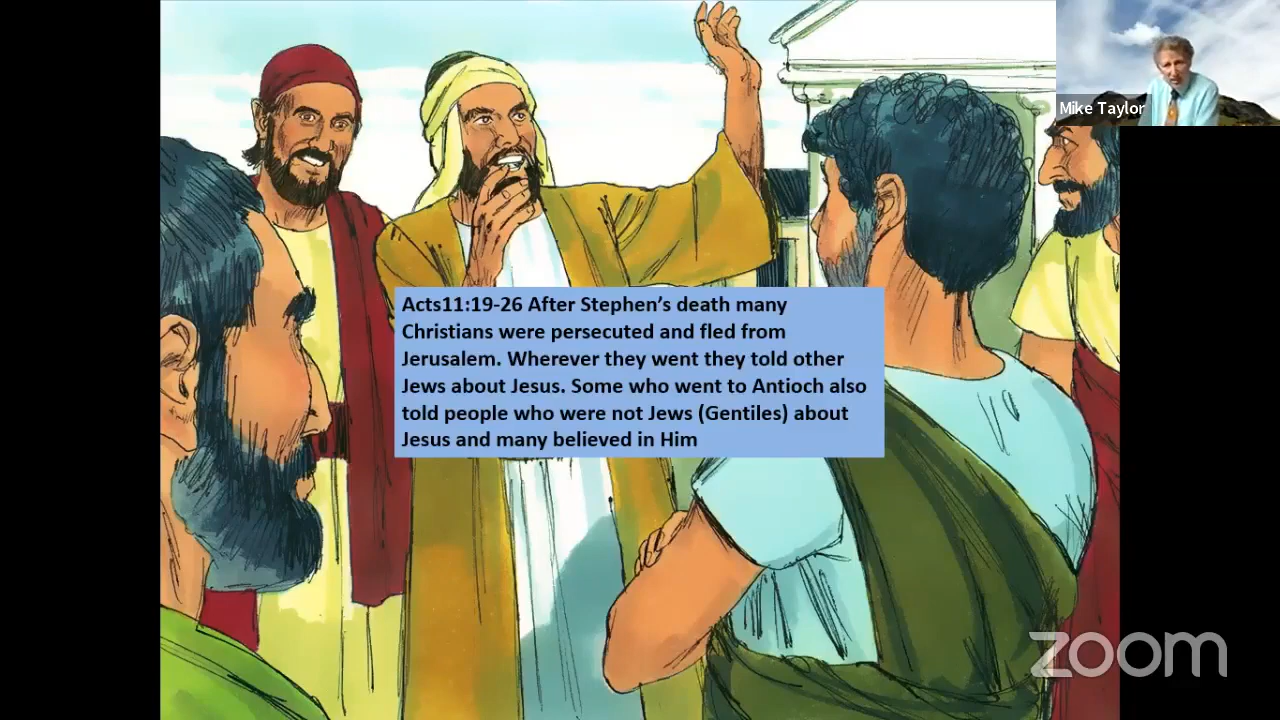 Mike Taylor
Acts11:19-26 After Stephen’s death many
Christians were persecuted and fled from
Jerusalem. Wherever they went they told other
Jews about Jesus. Some who went to Antioch also
told people who were not Jews (Gentiles) about
Jesus and many believed in Him
zoom